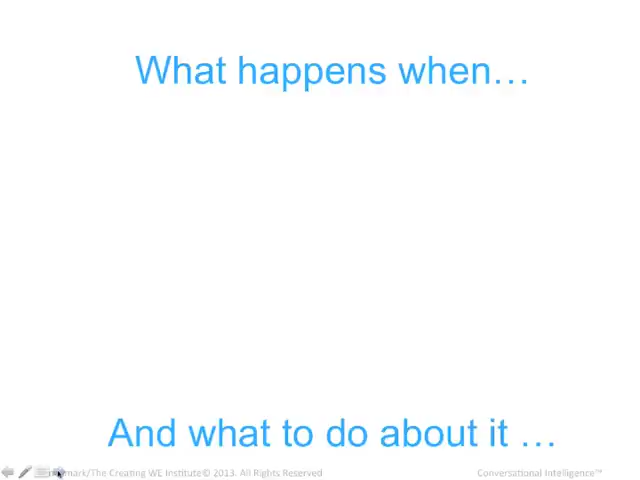 What happens when…
And what to do about it …
mark/The Creating WE Institute© 2013. All Rights Reserved
Conversational Intelligence™